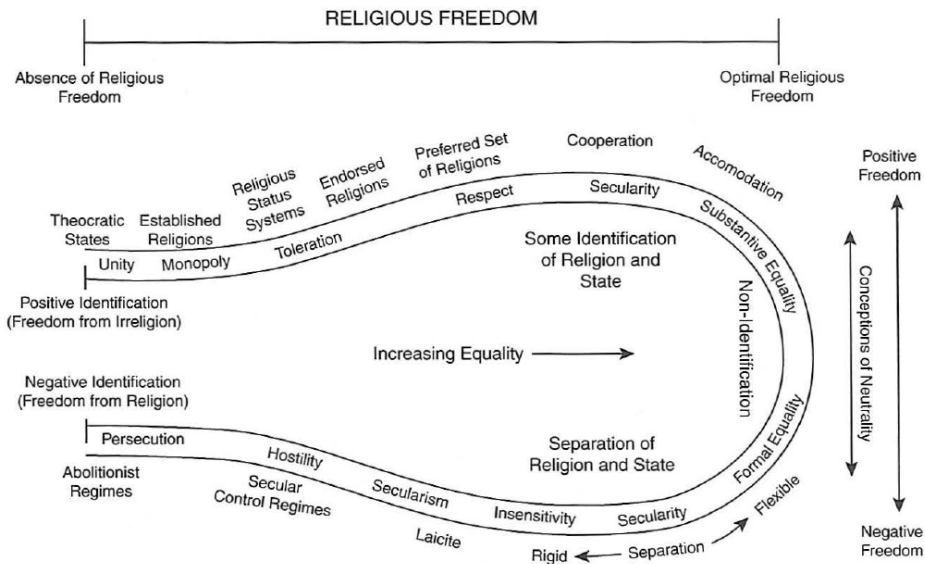 RELIGIOUS FREEDOM
Absence of Religious
Freedom
Optimal Religious
Freedom
Theocratic
States
Established
Religions
Religious
Status
Systems
Endorsed
Religions
Preferred Set
of Religions
Cooperation
Accomodation
Positive
Freedom
Unity
Monopoly
Toleration
Respect
Secularity
Substantive Equality
Positive Identification
(Freedom from Irreligion)
Some Identification
of Religion and
State
Non-Identification
Conceptions of Neutrality
Increasing Equality
Negative Identification
(Freedom from Religion)
Separation of
Religion and State
Persecution
Hostility
Secularism
Insensitivity
Secularity
Formal Equality
Abolitionist
Regimes
Secular
Control Regimes
Laicite
Rigid
Separation
Flexible
Negative
Freedom